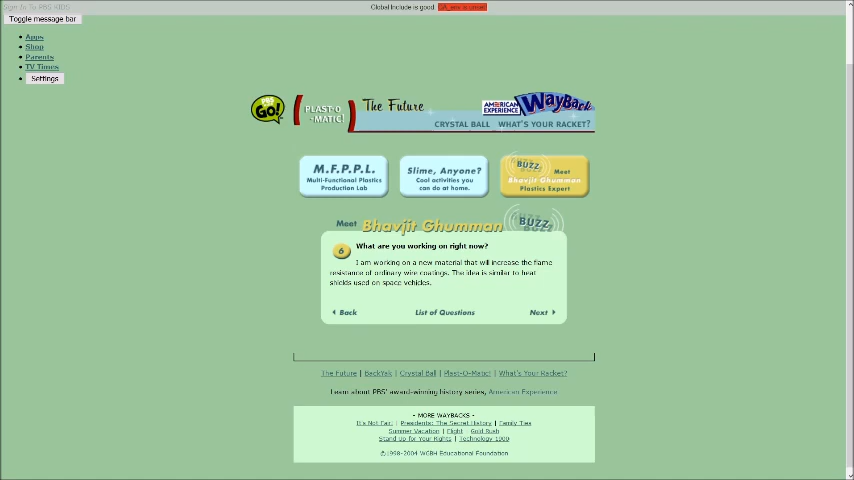 Sign In To PBS KIDS
Global Include is good:
Toggle message bar
Apps
Shop
Parents
TV Times
Settings
PBS
GO!
PLAST-O
-MATIC!
The Future
AMERICAN
EXPERIENCE
WayBack
CRYSTAL BALL WHAT'S YOUR RACKET?
M.F.P.P.L.
Multi-Functional Plastics
Production Lab
Slime, Anyone?
Cool activities you
can do at home.
BUZZ Meet
Bhavjit Ghumman
Plastics Expert
Meet Bhavjit Ghumman BUZZ
6 What are you working on right now?
I am working on a new material that will increase the flame
resistance of ordinary wire coatings. The idea is similar to heat
shields used on space vehicles.
Back List of Questions Next
The Future | BackYak | Crystal Ball | Plast-O-Matic! | What's Your Racket?
Learn about PBS' award-winning history series, American Experience
- MORE WAYBACKS -
It's Not Fair! | Presidents: The Secret History | Family Ties
Summer Vacation | Flight | Gold Rush
Stand Up for Your Rights | Technology 1900
©1998-2004 WGBH Educational Foundation